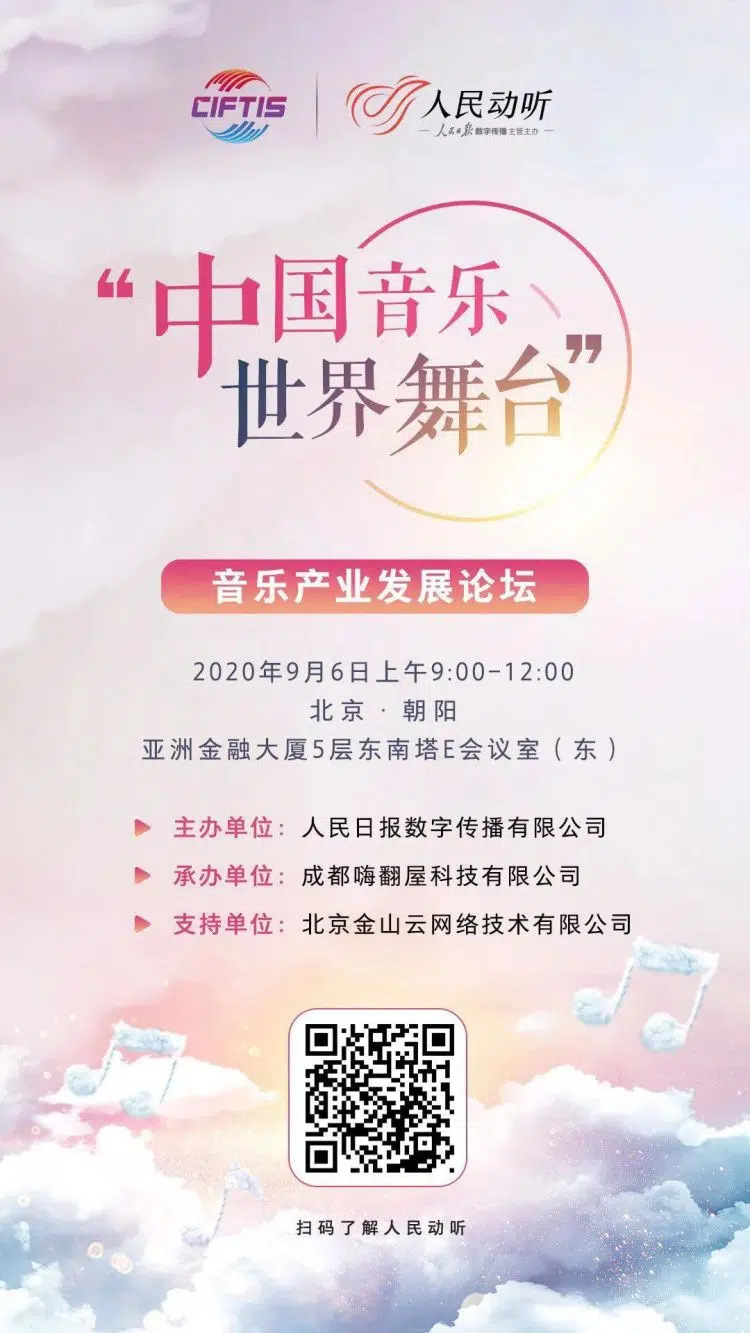 CIFTIS
人民动听
人民日报数字传播主管主办
“中国音乐
世界舞台”
音乐产业发展论坛
2020年9月6日上午9:00-12:00
北京·朝阳
亚洲金融大厦5层东南塔E会议室（东）
主办单位：人民日报数字传播有限公司
承办单位：成都嗨翻屋科技有限公司
支持单位：北京金山云网络技术有限公司
扫码了解人民动听